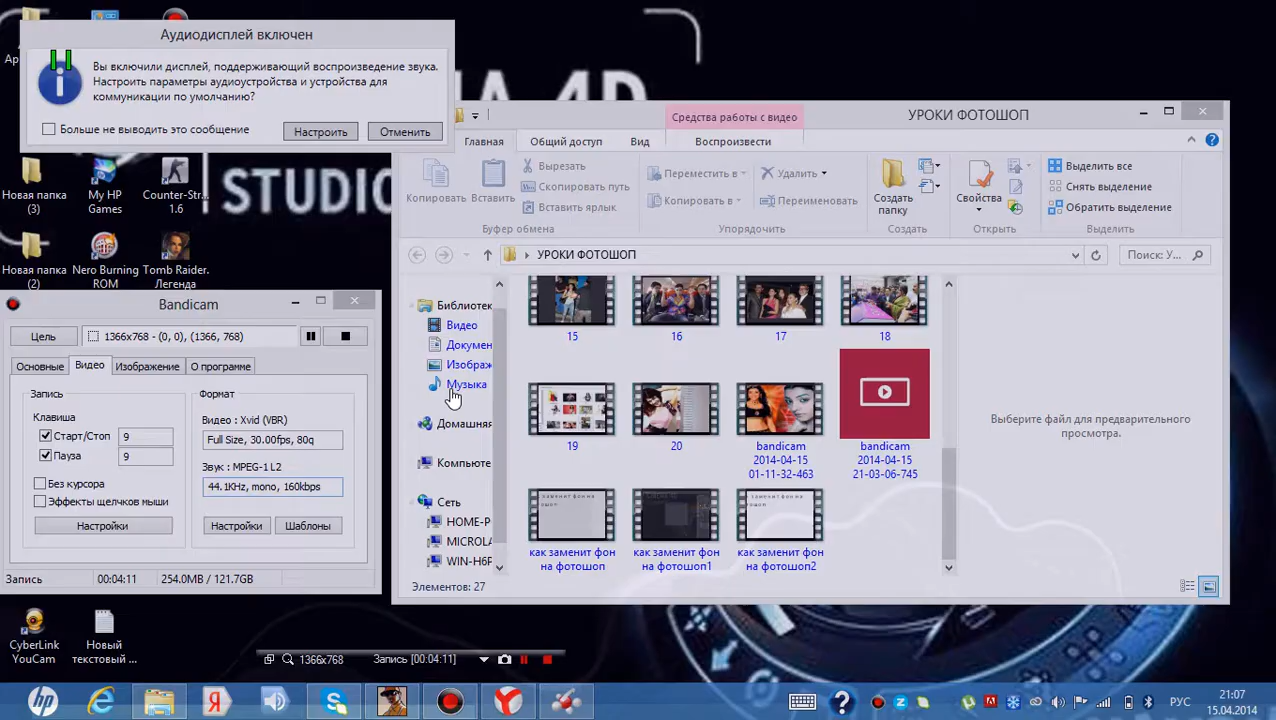 Аудиодисплей включен
Вы включили дисплей, поддерживающий воспроизведение звука.
Настроить параметры аудиоустройства и устройства для
коммуникации по умолчанию?
Больше не выводить это сообщение
Настроить
Отменить
STUDIO
Новая папка
(3)
My HP
Games
Counter-Str...
1.6
Новая папка
(2)
Nero Burning
ROM
Tomb Raider.
Легенда
Средства работы с видео
УРОКИ ФОТОШОП
Главная
Общий доступ
Вид
Воспроизвести
Копировать
Вставить
Вырезать
Скопировать путь
Вставить ярлык
Буфер обмена
Переместить в
Копировать в
Удалить
Переименовать
Упорядочить
Создать
папку
Создать
Свойства
Открыть
Выделить все
Снять выделение
Обратить выделение
Выделить
УРОКИ ФОТОШОП
Поиск: У...
Библиотек
Видео
Докумен
Изображ
Музыка
Домашняя
Компьюте
Сеть
HOME-P
MICROLA
WIN-H6F
15
16
17
18
19
20
bandicam
2014-04-15
01-11-32-463
bandicam
2014-04-15
21-03-06-745
как заменит фон
на фотошоп
как заменит фон
на фотошоп1
как заменит фон
на фотошоп2
Выберите файл для предварительного
просмотра.
Элементов: 27
Bandicam
Цель
1366x768 - (0, 0), (1366, 768)
Основные
Видео
Изображение
О программе
Запись
Клавиша
Старт/Стоп
9
Пауза
9
Без курсора
Эффекты щелчков мыши
Настройки
Формат
Видео : Xvid (VBR)
Full Size, 30.00fps, 80q
Звук : MPEG-1 L2
44.1KHz, mono, 160kbps
Настройки
Шаблоны
Запись
00:04:11
254.0MB / 121.7GB
CyberLink
YouCam
Новый
текстовый ...
1366x768
Запись [00:04:11]
РУС
21:07
15.04.2014